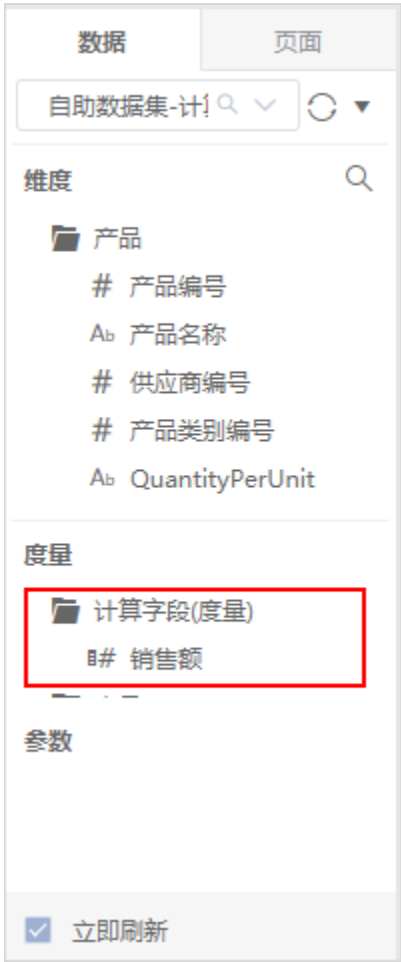 数据 页面
自助数据集-计
维度
产品
# 产品编号
Ab 产品名称
# 供应商编号
# 产品类别编号
Ab QuantityPerUnit
度量
计算字段(度量)
# 销售额
参数
立即刷新